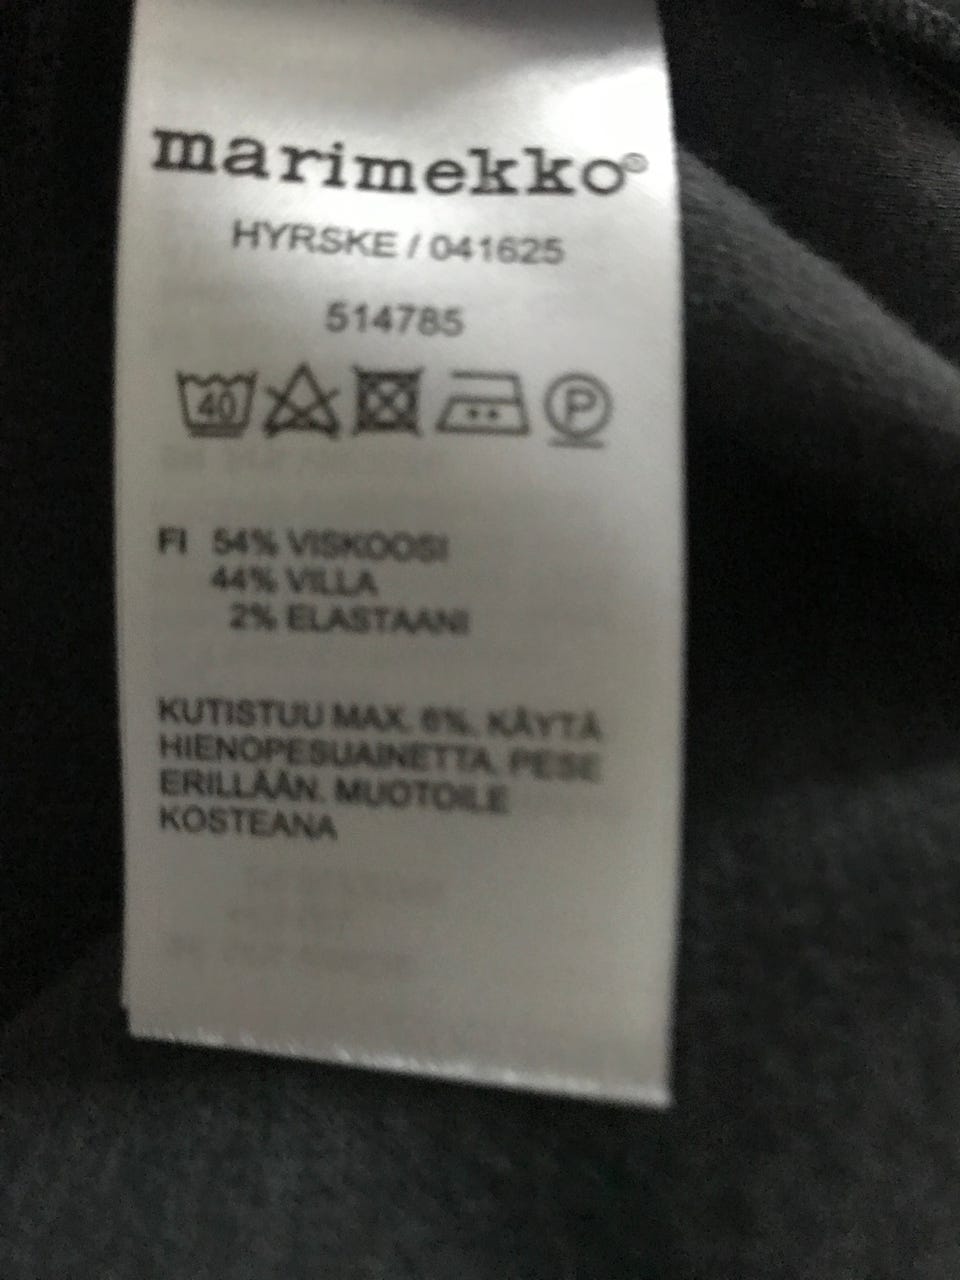 marimekko®
HYRSKE / 041625
514785
40 P
FI 54% VISKOOSI
44% VILLA
2% ELASTAANI
KUTISTUU MAX. 6%. KÄYTÄ
HIENOPESUAINETTA. PESE
ERILLÄÄN. MUOTOILE
KOSTEANA